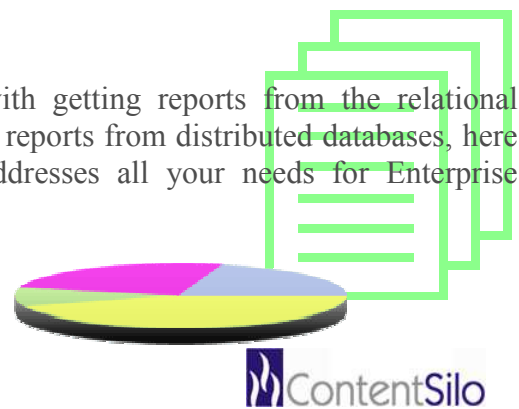 with getting reports from the relational
reports from distributed databases, here
ddresses all your needs for Enterprise
ContentSilo